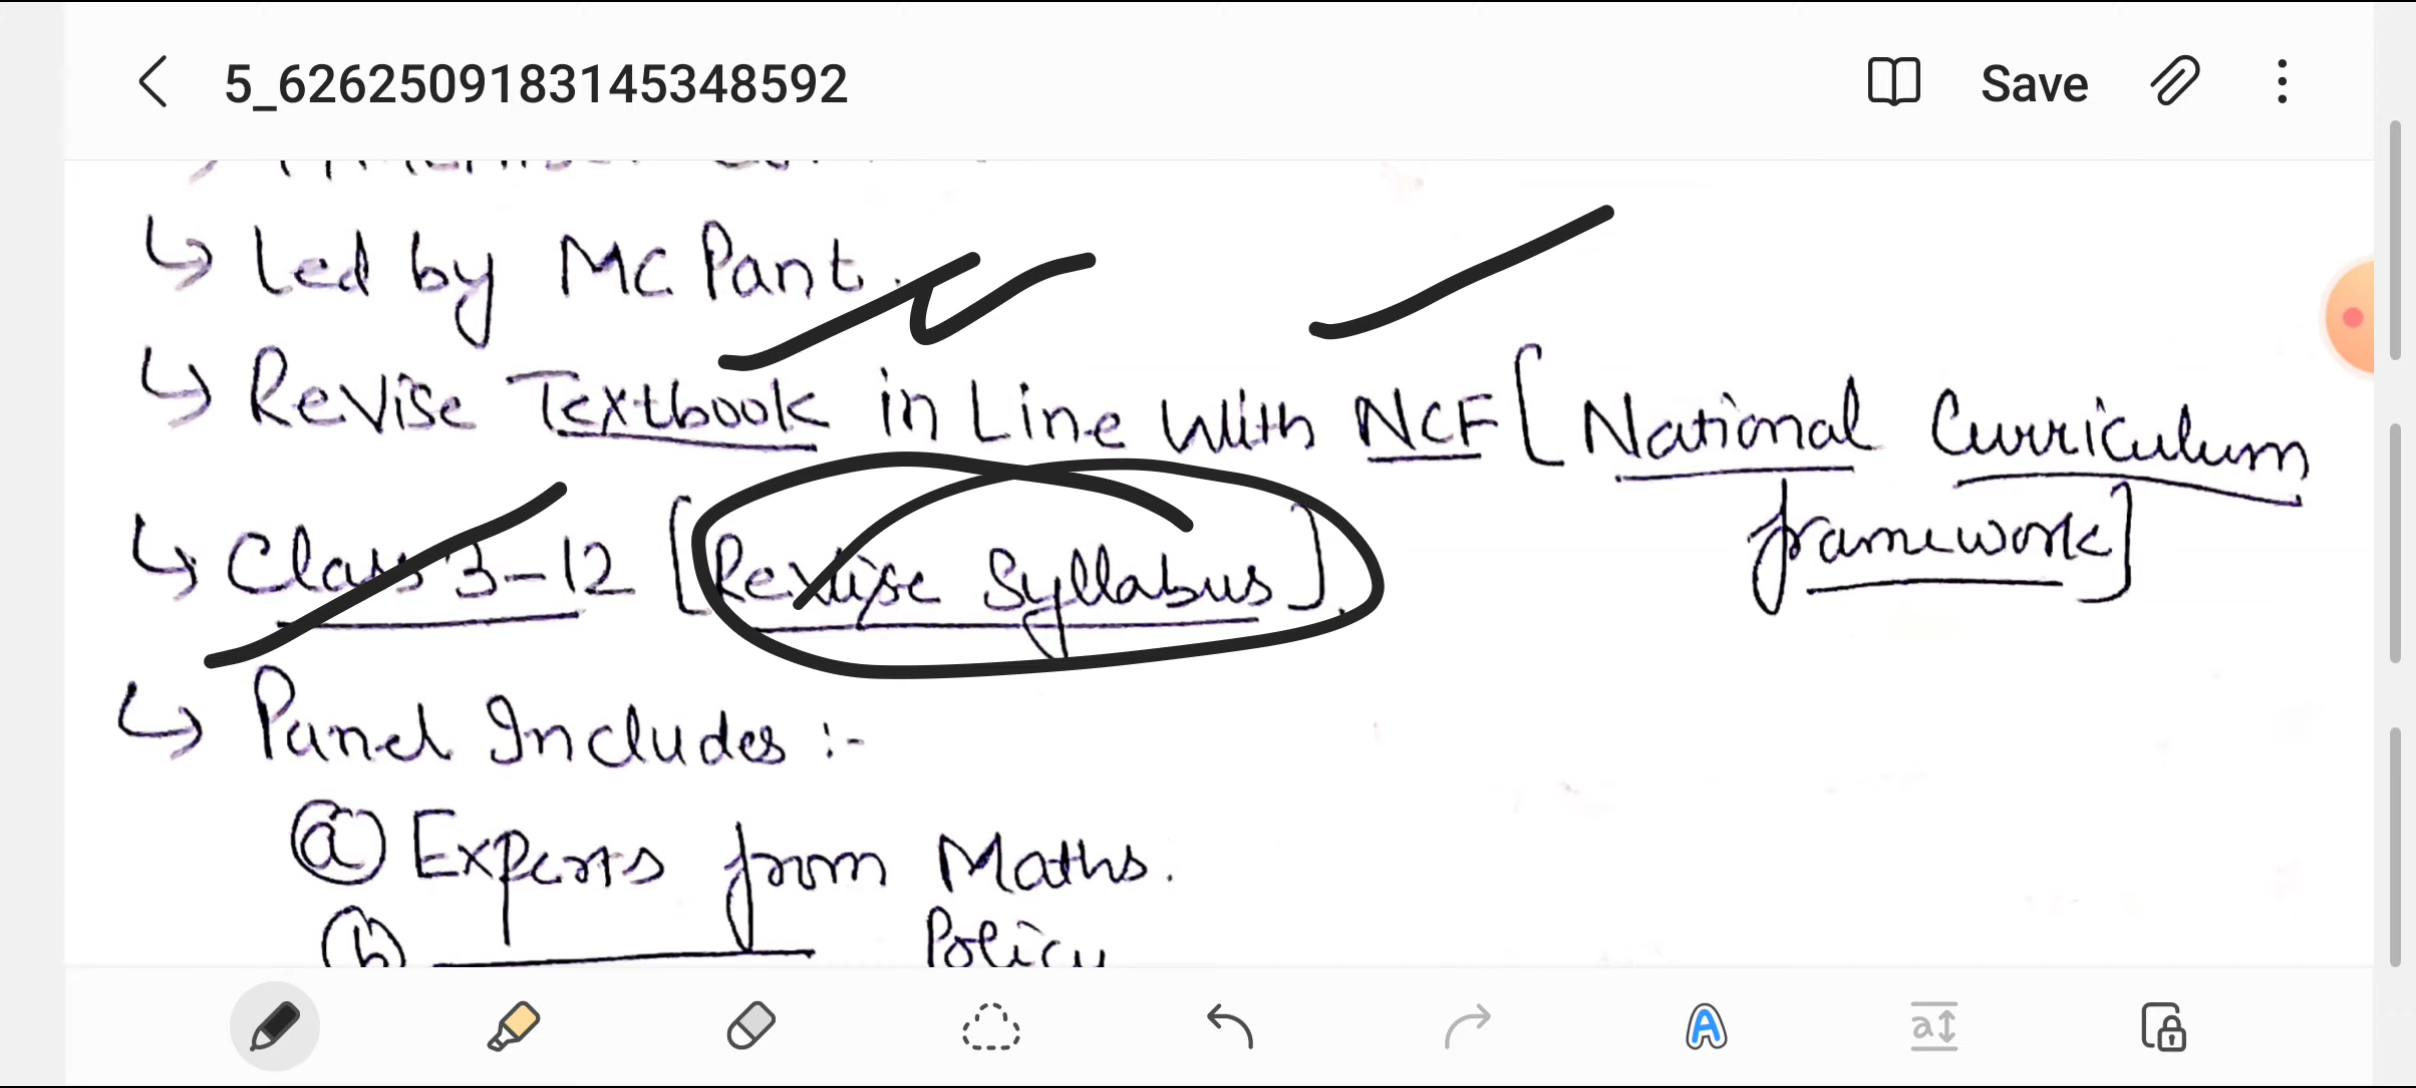 5_6262509183145348592
Save
↳ Led by MC Pant.
↳ Revise Textbook in Line With NCF [National Curriculum
framework]
↳ Class 3-12 [Revise Syllabus].
↳ Panel Includes :-
(a) Experts from Maths.
(b) ———— Policy